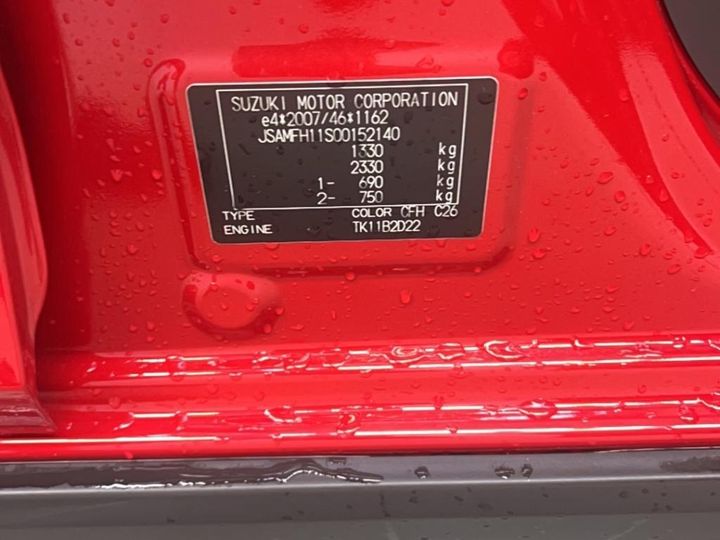 SUZUKI MOTOR CORPORATION
e4*2007/46*1162
JSAMFH11S00152140
1330 kg
2330 kg
1- 690 kg
2- 750 kg
TYPE COLOR CFH C26
ENGINE TK11B2D22